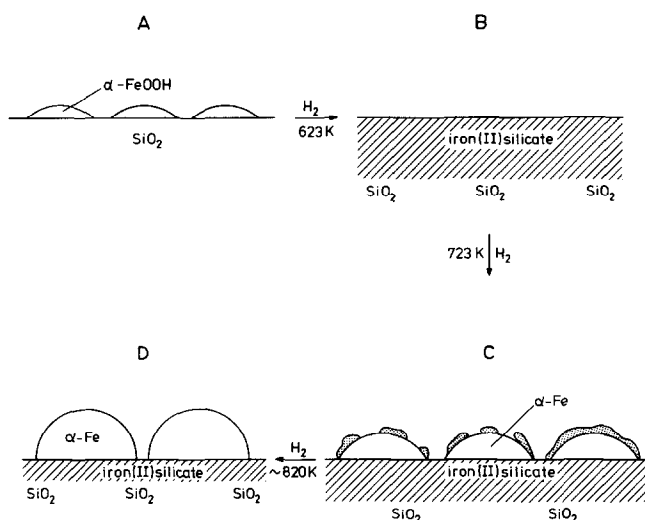 A
α-FeOOH
SiO₂
H₂
623K
B
iron(II)silicate
SiO₂ SiO₂ SiO₂
723K H₂
D
α-Fe
iron(II)silicate
SiO₂ SiO₂ SiO₂
H₂
~820K
C
α-Fe
iron(II)silicate
SiO₂ SiO₂